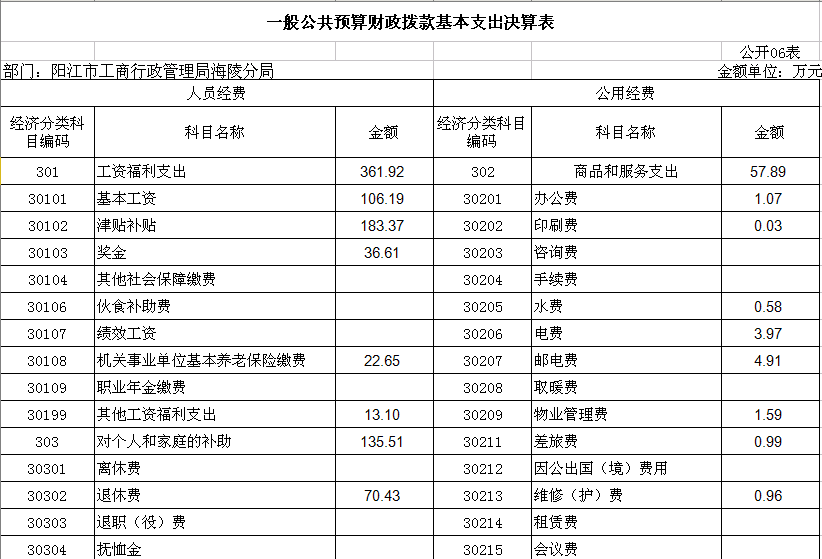 一般公共预算财政拨款基本支出决算表
公开06表
部门：阳江市工商行政管理局海陵分局 金额单位：万元
人员经费 公用经费
经济分类科目编码 科目名称 金额 经济分类科目编码 科目名称 金额
301 工资福利支出 361.92 302 商品和服务支出 57.89
30101 基本工资 106.19 30201 办公费 1.07
30102 津贴补贴 183.37 30202 印刷费 0.03
30103 奖金 36.61 30203 咨询费
30104 其他社会保障缴费 30204 手续费
30106 伙食补助费 30205 水费 0.58
30107 绩效工资 30206 电费 3.97
30108 机关事业单位基本养老保险缴费 22.65 30207 邮电费 4.91
30109 职业年金缴费 30208 取暖费
30199 其他工资福利支出 13.10 30209 物业管理费 1.59
303 对个人和家庭的补助 135.51 30211 差旅费 0.99
30301 离休费 30212 因公出国（境）费用
30302 退休费 70.43 30213 维修（护）费 0.96
30303 退职（役）费 30214 租赁费
30304 抚恤金 30215 会议费